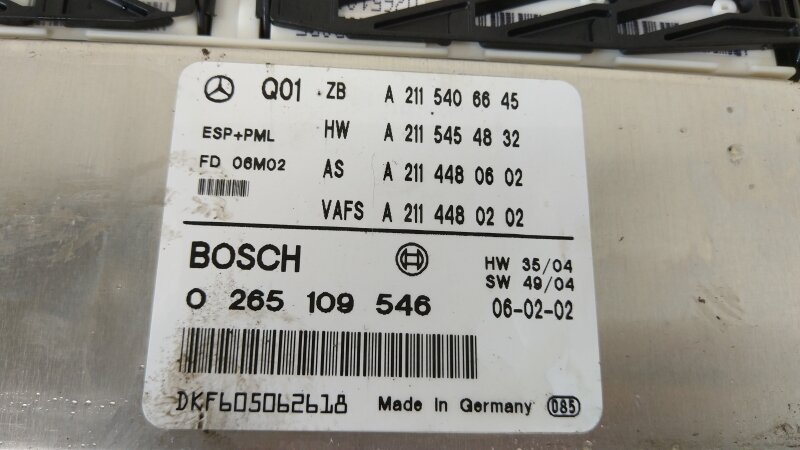 Q01 ZB A 211 540 66 45
ESP+PML HW A 211 545 48 32
FD 06M02 AS A 211 448 06 02
VAFS A 211 448 02 02
BOSCH HW 35/04
SW 49/04
0 265 109 546 06-02-02
DKF605062618 Made in Germany 085